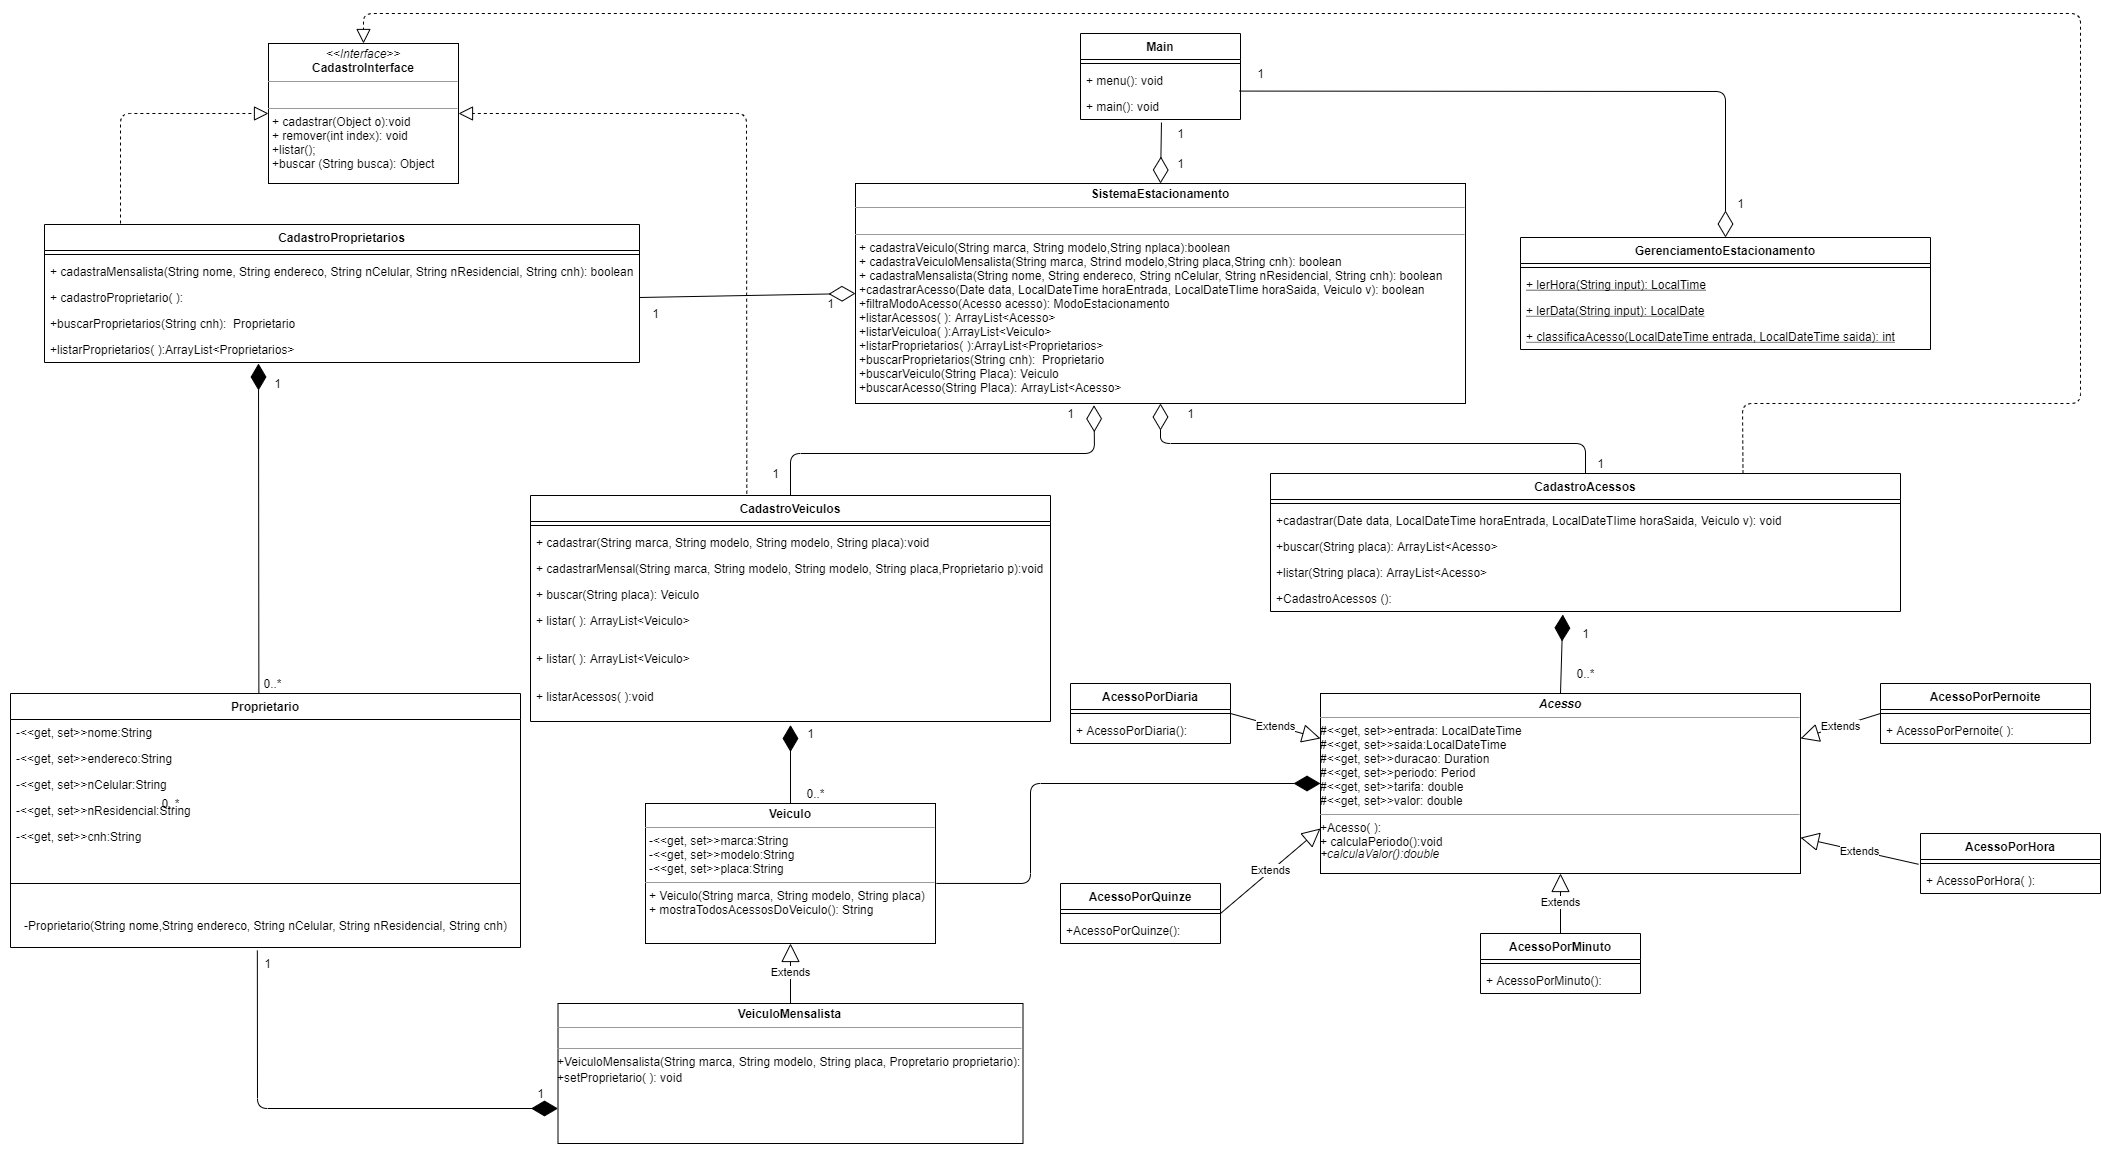 <<Interface>>
CadastroInterface
+ cadastrar(Object o):void
+ remover(int index): void
+listar();
+buscar (String busca): Object
Main
+ menu(): void
+ main(): void
1
1
1
1
SistemaEstacionamento
+ cadastraVeiculo(String marca, String modelo,String nplaca):boolean
+ cadastraVeiculoMensalista(String marca, Strind modelo,String placa,String cnh): boolean
+ cadastraMensalista(String nome, String endereco, String nCelular, String nResidencial, String cnh): boolean
+cadastrarAcesso(Date data, LocalDateTime horaEntrada, LocalDateTIime horaSaida, Veiculo v): boolean
+filtraModoAcesso(Acesso acesso): ModoEstacionamento
+listarAcessos( ): ArrayList<Acesso>
+listarVeiculoa( ):ArrayList<Veiculo>
+listarProprietarios( ):ArrayList<Proprietarios>
+buscarProprietarios(String cnh):  Proprietario
+buscarVeiculo(String Placa): Veiculo
+buscarAcesso(String Placa): ArrayList<Acesso>
GerenciamentoEstacionamento
+ lerHora(String input): LocalTime
+ lerData(String input): LocalDate
+ classificaAcesso(LocalDateTime entrada, LocalDateTime saida): int
CadastroProprietarios
+ cadastraMensalista(String nome, String endereco, String nCelular, String nResidencial, String cnh): boolean
+ cadastroProprietario( ):
+buscarProprietarios(String cnh):  Proprietario
+listarProprietarios( ):ArrayList<Proprietarios>
1
1
1
1
1
1
1
CadastroVeiculos
+ cadastrar(String marca, String modelo, String modelo, String placa):void
+ cadastrarMensal(String marca, String modelo, String modelo, String placa,Proprietario p):void
+ buscar(String placa): Veiculo
+ listar( ): ArrayList<Veiculo>
+ listar( ): ArrayList<Veiculo>
+ listarAcessos( ):void
CadastroAcessos
+cadastrar(Date data, LocalDateTime horaEntrada, LocalDateTIime horaSaida, Veiculo v): void
+buscar(String placa): ArrayList<Acesso>
+listar(String placa): ArrayList<Acesso>
+CadastroAcessos ():
1
0..*
0..*
Proprietario
-<<get, set>>nome:String
-<<get, set>>endereco:String
-<<get, set>>nCelular:String
0..*
-<<get, set>>nResidencial:String
-<<get, set>>cnh:String
-Proprietario(String nome,String endereco, String nCelular, String nResidencial, String cnh)
1
1
0..*
Veiculo
-<<get, set>>marca:String
-<<get, set>>modelo:String
-<<get, set>>placa:String
+ Veiculo(String marca, String modelo, String placa)
+ mostraTodosAcessosDoVeiculo(): String
Extends
VeiculoMensalista
+VeiculoMensalista(String marca, String modelo, String placa, Propretario proprietario):
+setProprietario( ): void
1
AcessoPorDiaria
+ AcessoPorDiaria():
Extends
Acesso
#<<get, set>>entrada: LocalDateTime
#<<get, set>>saida:LocalDateTime
#<<get, set>>duracao: Duration
#<<get, set>>periodo: Period
#<<get, set>>tarifa: double
#<<get, set>>valor: double
+Acesso( ):
+ calculaPeriodo():void
+calculaValor():double
AcessoPorPernoite
+ AcessoPorPernoite( ):
Extends
AcessoPorHora
+ AcessoPorHora( ):
Extends
AcessoPorQuinze
+AcessoPorQuinze():
Extends
Extends
AcessoPorMinuto
+ AcessoPorMinuto():